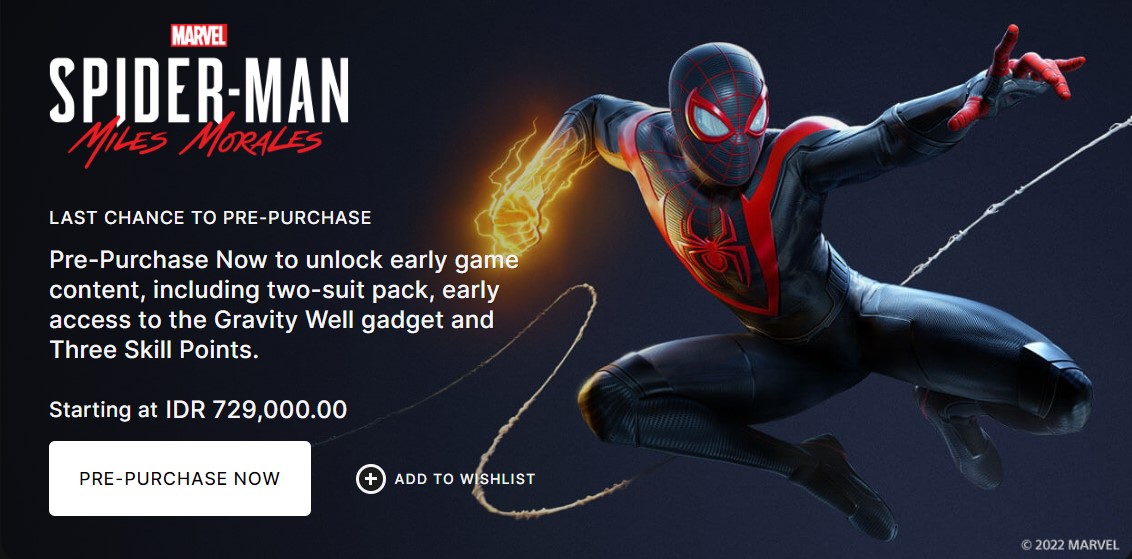 MARVEL
SPIDER-MAN
MILES MORALES
LAST CHANCE TO PRE-PURCHASE
Pre-Purchase Now to unlock early game
content, including two-suit pack, early
access to the Gravity Well gadget and
Three Skill Points.
Starting at IDR 729,000.00
PRE-PURCHASE NOW
ADD TO WISHLIST
© 2022 MARVEL